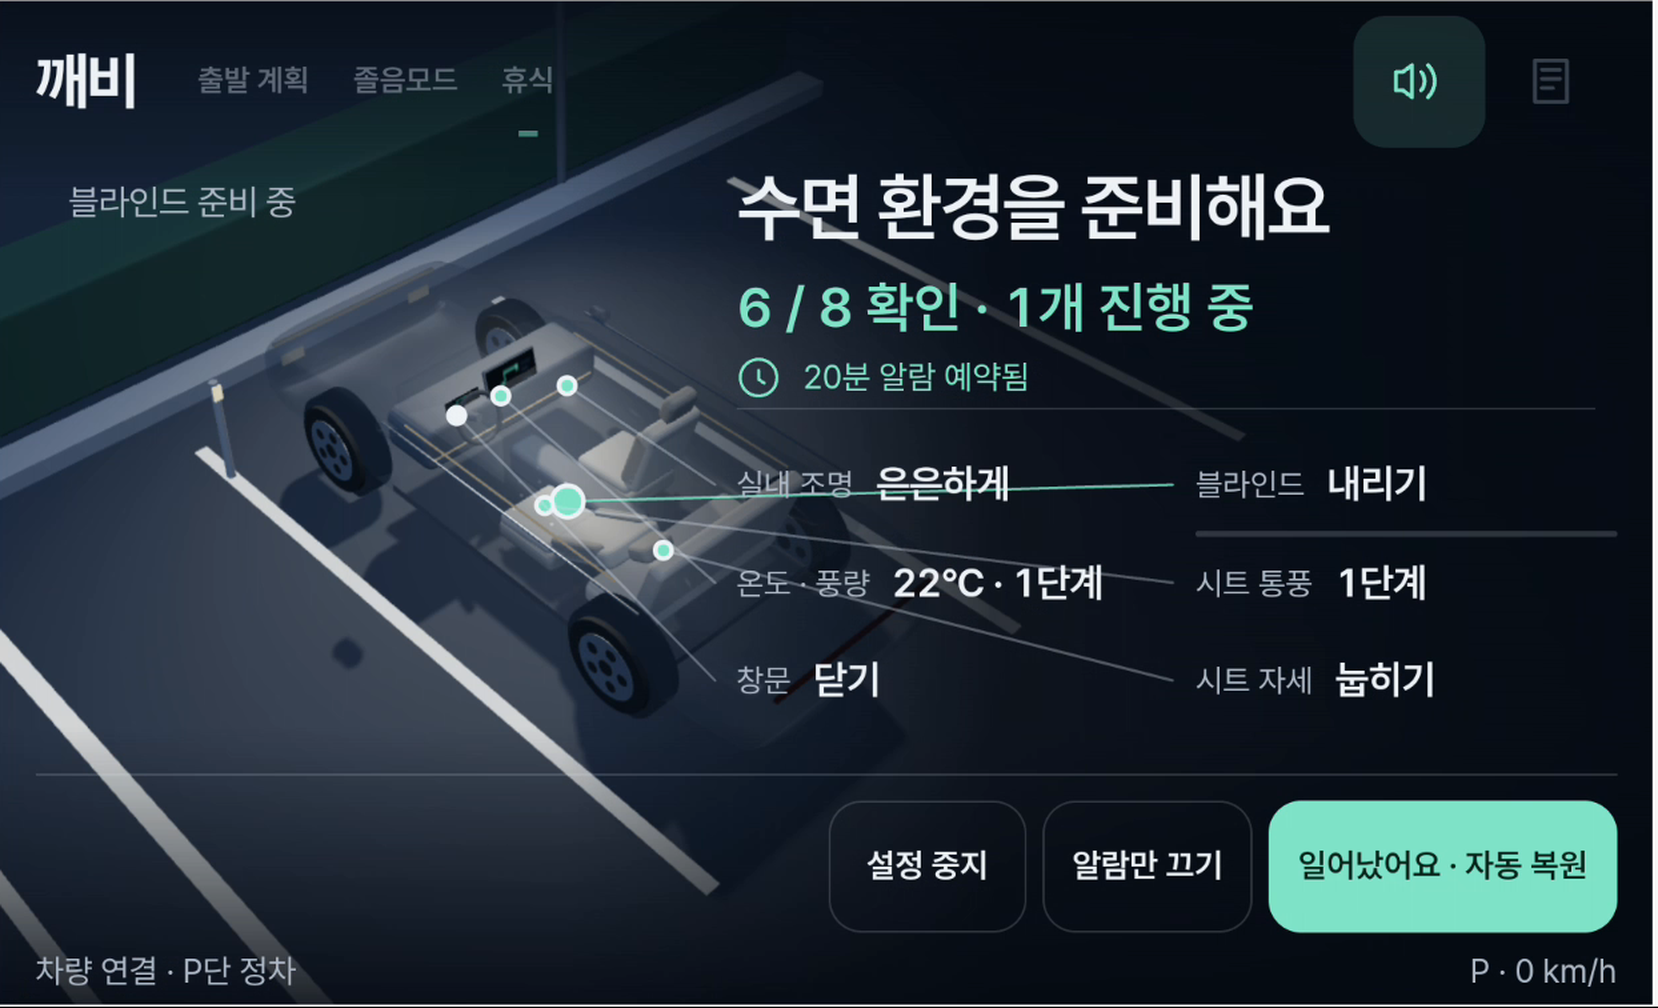 깨비 출발 계획 졸음모드 휴식
블라인드 준비 중
수면 환경을 준비해요
6 / 8 확인 · 1개 진행 중
20분 알람 예약됨
실내 조명 은은하게 블라인드 내리기
온도 · 풍량 22°C · 1단계 시트 통풍 1단계
창문 닫기 시트 자세 눕히기
설정 중지 알람만 끄기 일어났어요 · 자동 복원
차량 연결 · P단 정차 P · 0 km/h